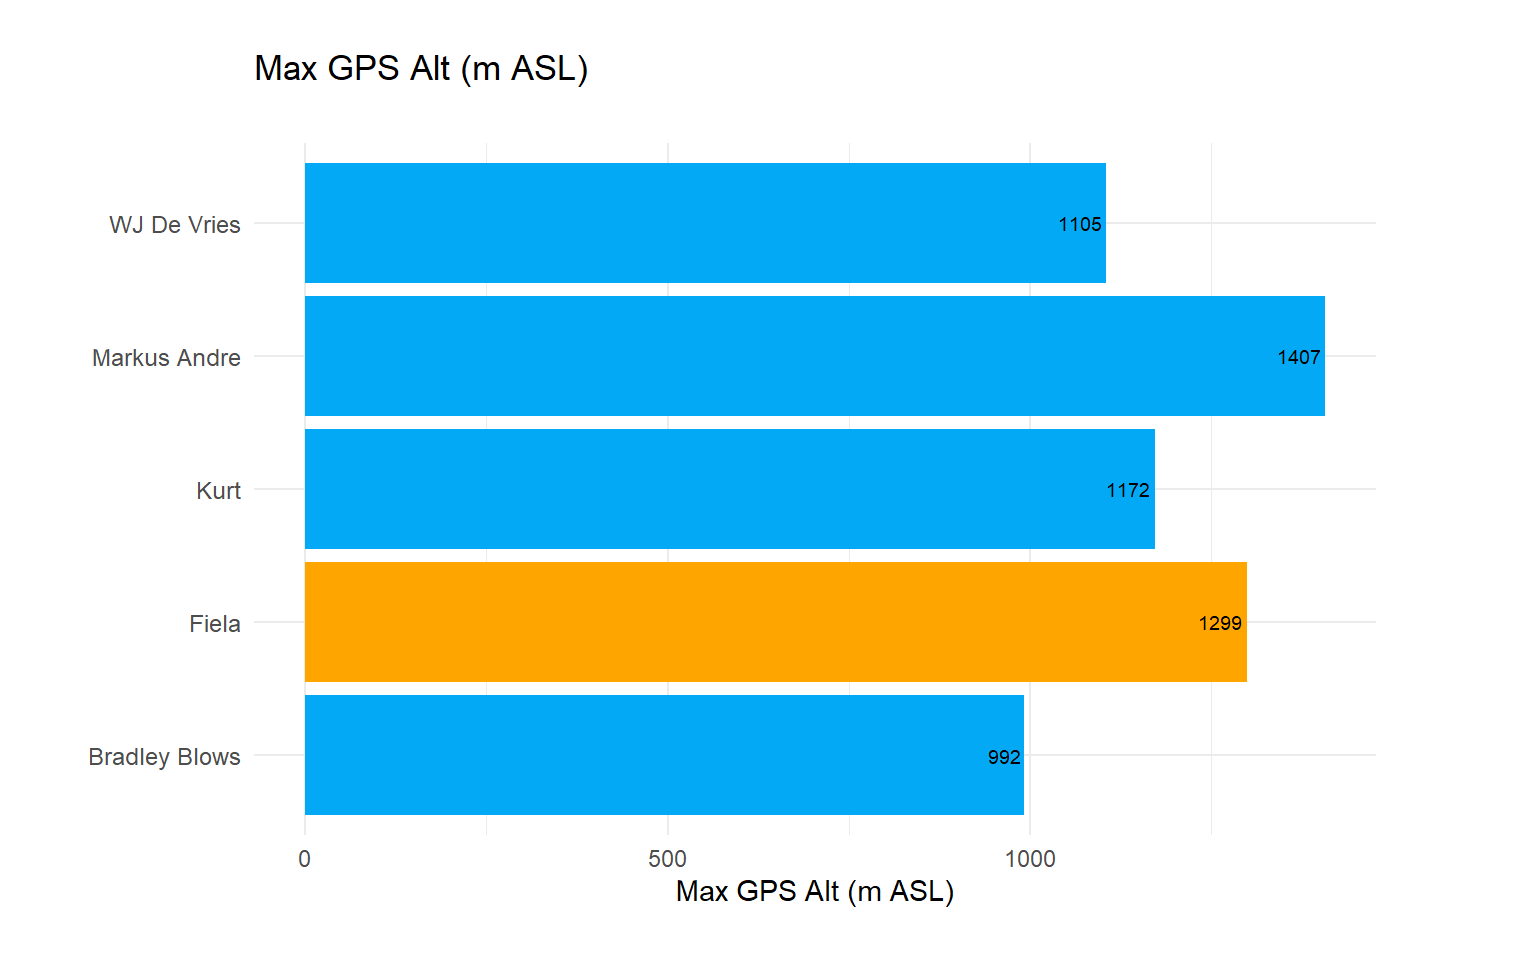 Max GPS Alt (m ASL)
WJ De Vries
1105
Markus Andre
1407
Kurt
1172
Fiela
1299
Bradley Blows
992
0 500 1000
Max GPS Alt (m ASL)